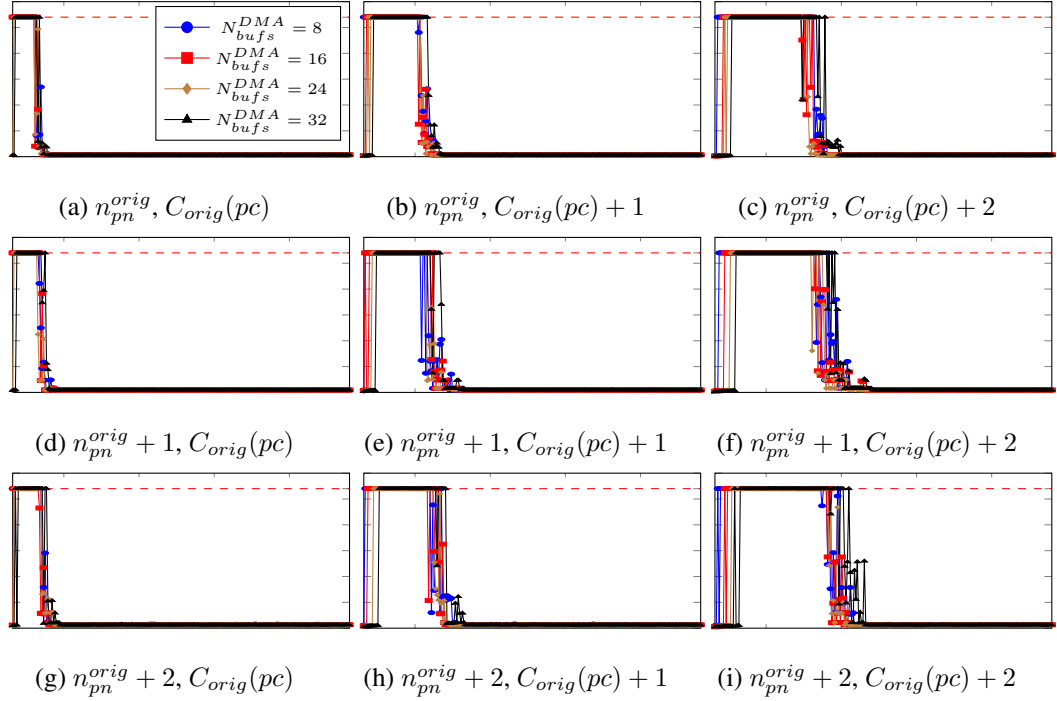 $N_{bufs}^{DMA} = 8$
$N_{bufs}^{DMA} = 16$
$N_{bufs}^{DMA} = 24$
$N_{bufs}^{DMA} = 32$
(a) $n_{pn}^{orig}$, $C_{orig}(pc)$
(b) $n_{pn}^{orig}$, $C_{orig}(pc) + 1$
(c) $n_{pn}^{orig}$, $C_{orig}(pc) + 2$
(d) $n_{pn}^{orig} + 1$, $C_{orig}(pc)$
(e) $n_{pn}^{orig} + 1$, $C_{orig}(pc) + 1$
(f) $n_{pn}^{orig} + 1$, $C_{orig}(pc) + 2$
(g) $n_{pn}^{orig} + 2$, $C_{orig}(pc)$
(h) $n_{pn}^{orig} + 2$, $C_{orig}(pc) + 1$
(i) $n_{pn}^{orig} + 2$, $C_{orig}(pc) + 2$